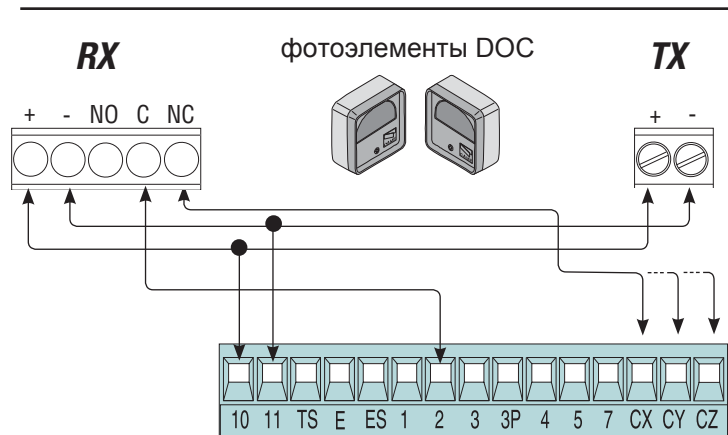 RX фотоэлементы DOC TX
+ - NO C NC + -
10 11 TS E ES 1 2 3 3P 4 5 7 CX CY CZ